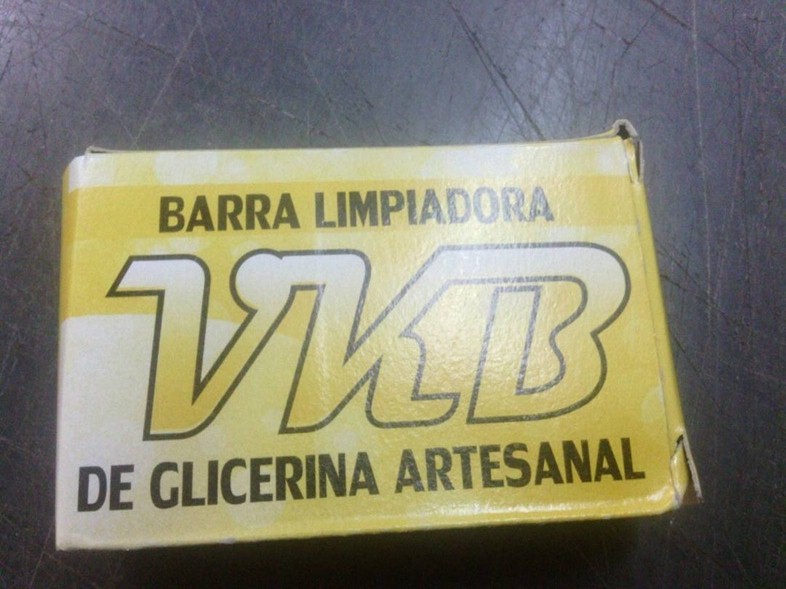 BARRA LIMPIADORA
VKB
DE GLICERINA ARTESANAL